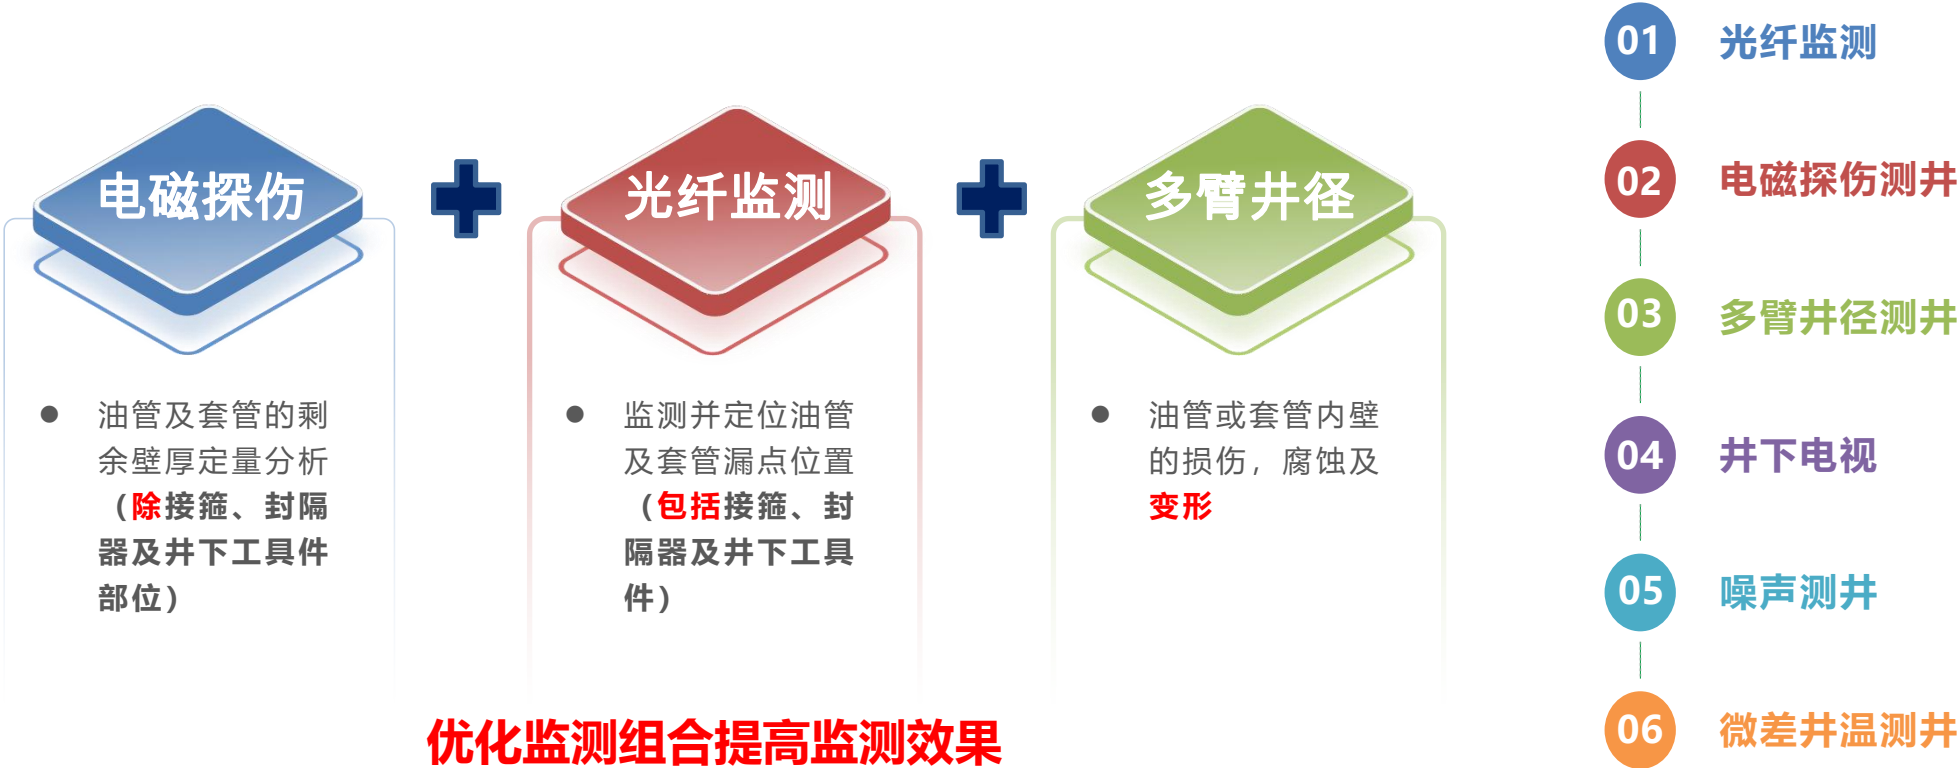 电磁探伤
油管及套管的剩
余壁厚定量分析
（除接箍、封隔
器及井下工具件
部位）
光纤监测
监测并定位油管
及套管漏点位置
（包括接箍、封
隔器及井下工具
件）
多臂井径
油管或套管内壁
的损伤，腐蚀及
变形
优化监测组合提高监测效果
01 光纤监测
02 电磁探伤测井
03 多臂井径测井
04 井下电视
05 噪声测井
06 微差井温测井